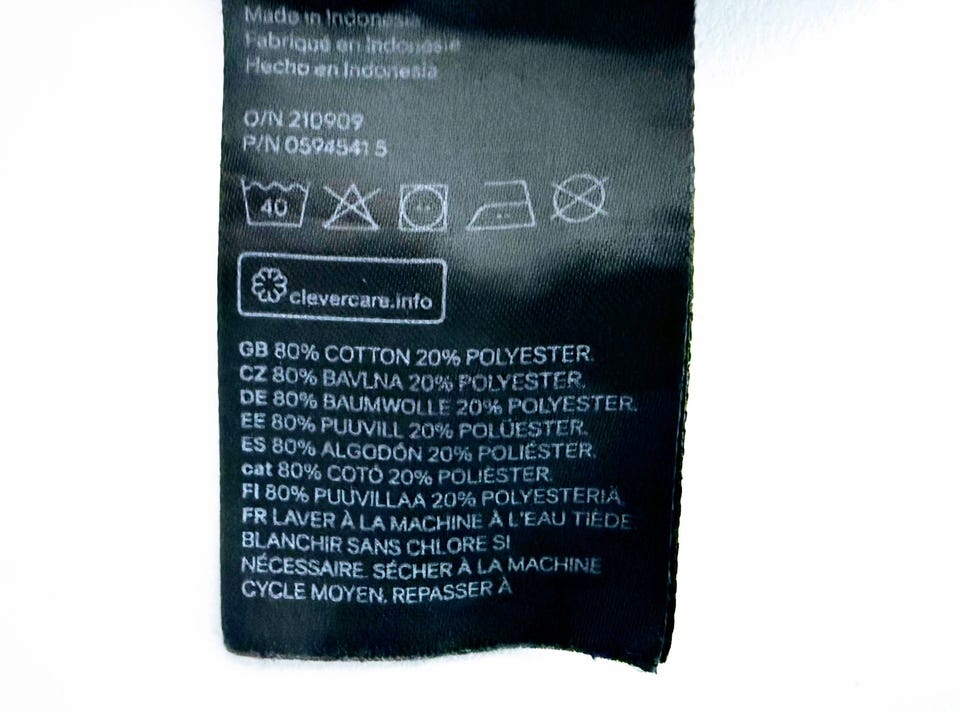 Made in Indonesia
Fabriqué en Indonésie
Hecho en Indonesia
O/N 210909
P/N 0594541 5
40
clevercare.info
GB 80% COTTON 20% POLYESTER.
CZ 80% BAVLNA 20% POLYESTER.
DE 80% BAUMWOLLE 20% POLYESTER.
EE 80% PUUVILL 20% POLÜESTER.
ES 80% ALGODÓN 20% POLIÉSTER.
cat 80% COTÓ 20% POLIÈSTER.
FI 80% PUUVILLAA 20% POLYESTERIÄ.
FR LAVER À LA MACHINE À L'EAU TIÈDE.
BLANCHIR SANS CHLORE SI
NÉCESSAIRE. SÉCHER À LA MACHINE
CYCLE MOYEN. REPASSER À